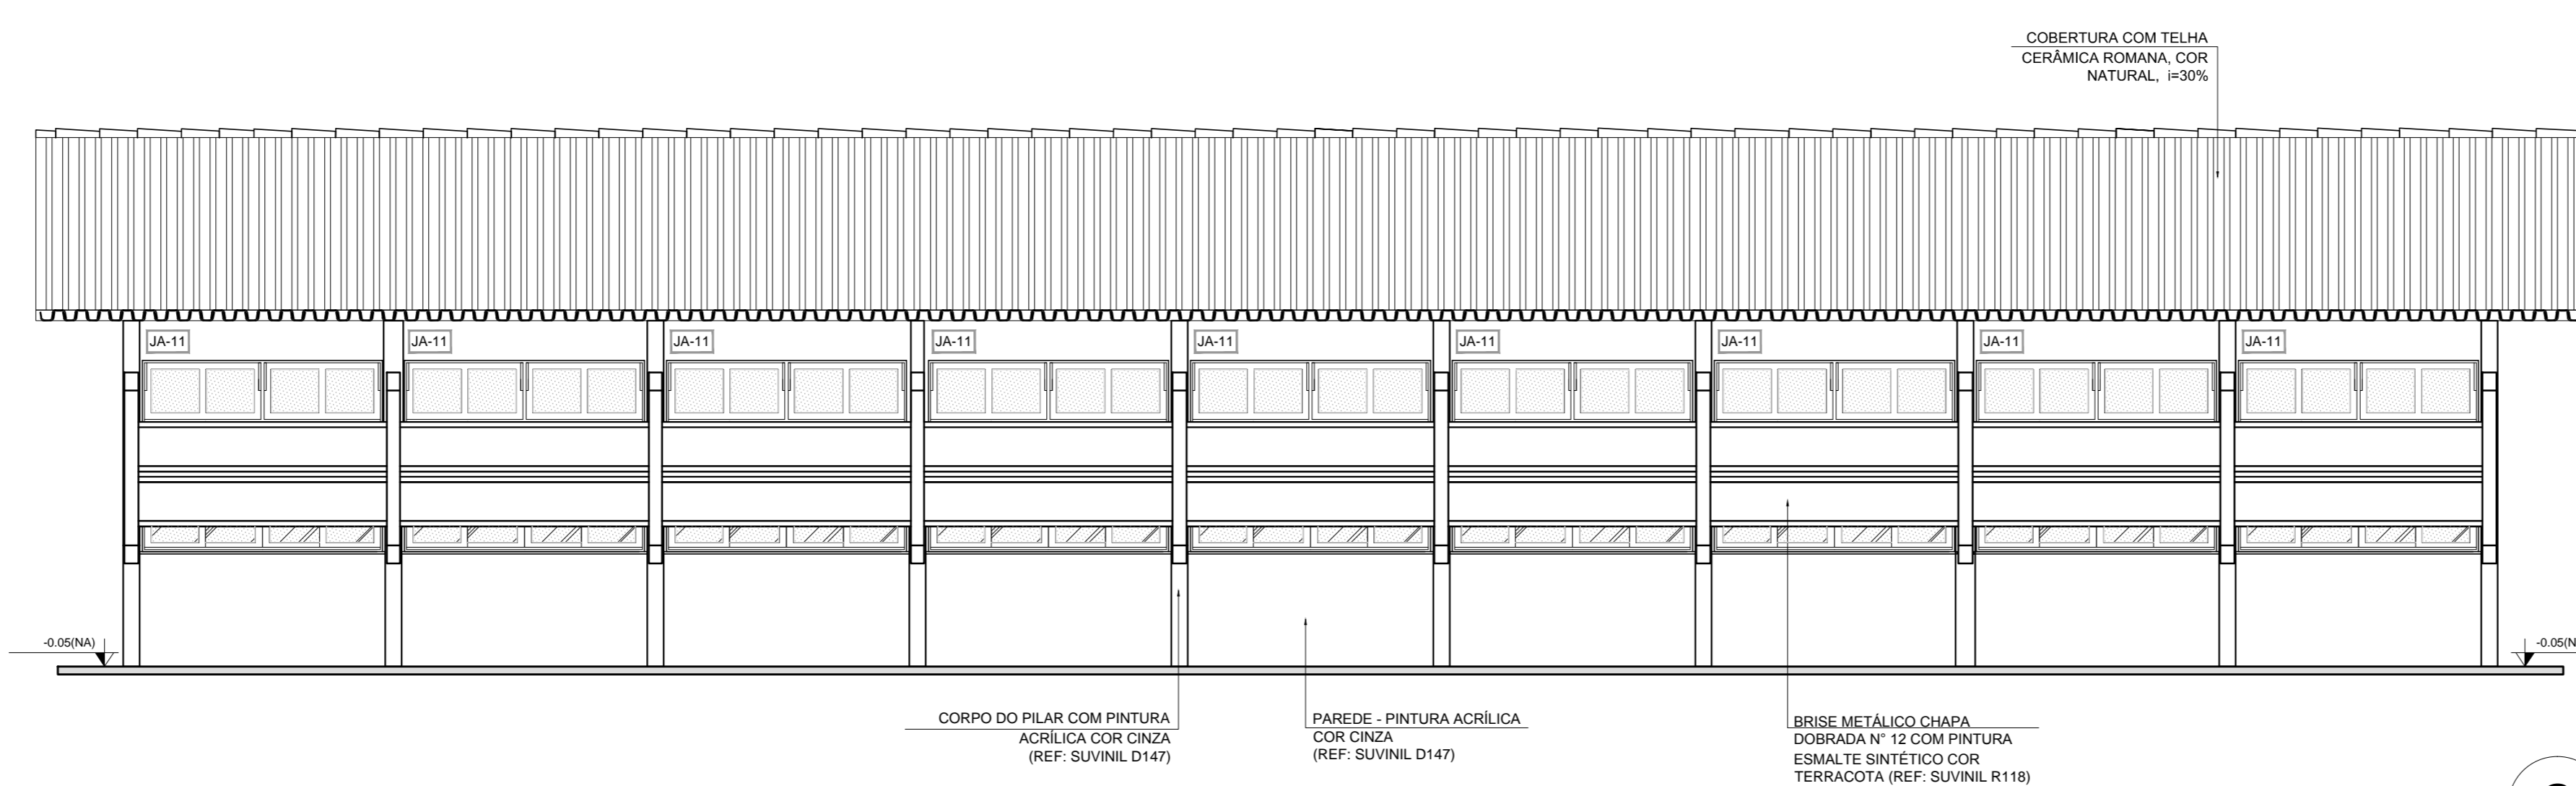 COBERTURA COM TELHA
CERÂMICA ROMANA, COR
NATURAL, i=30%
JA-11
JA-11
JA-11
JA-11
JA-11
JA-11
JA-11
JA-11
JA-11
-0.05(NA)
-0.05(N
CORPO DO PILAR COM PINTURA
ACRÍLICA COR CINZA
(REF: SUVINIL D147)
PAREDE - PINTURA ACRÍLICA
COR CINZA
(REF: SUVINIL D147)
BRISE METÁLICO CHAPA
DOBRADA N° 12 COM PINTURA
ESMALTE SINTÉTICO COR
TERRACOTA (REF: SUVINIL R118)